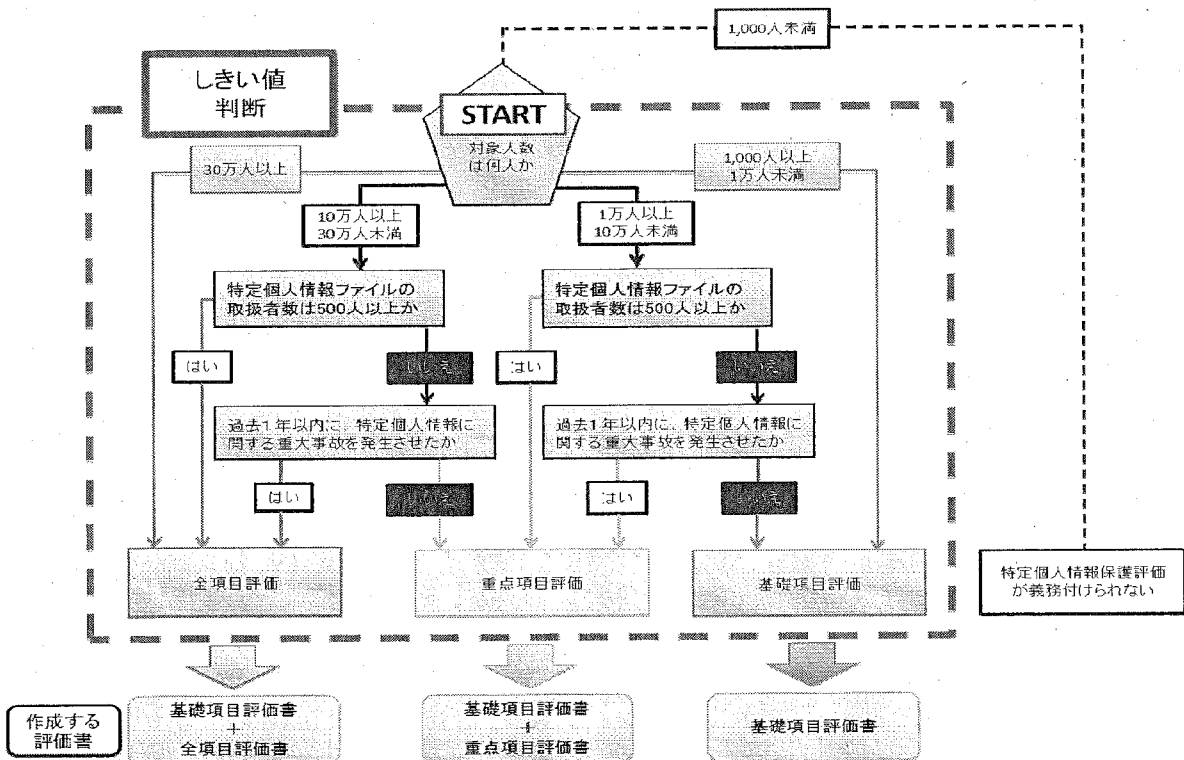 1,000人未満
しきい値
判断
START
対象人数
は何人か
30万人以上
1,000人以上
1万人未満
10万人以上
30万人未満
1万人以上
10万人未満
特定個人情報ファイルの
取扱者数は500人以上か
特定個人情報ファイルの
取扱者数は500人以上か
はい
いいえ
はい
いいえ
過去1年以内に、特定個人情報に
関する重大事故を発生させたか
過去1年以内に、特定個人情報に
関する重大事故を発生させたか
はい
いいえ
はい
いいえ
全項目評価
重点項目評価
基礎項目評価
特定個人情報保護評価
が義務付けられない
作成する
評価書
基礎項目評価書
+
全項目評価書
基礎項目評価書
+
重点項目評価書
基礎項目評価書